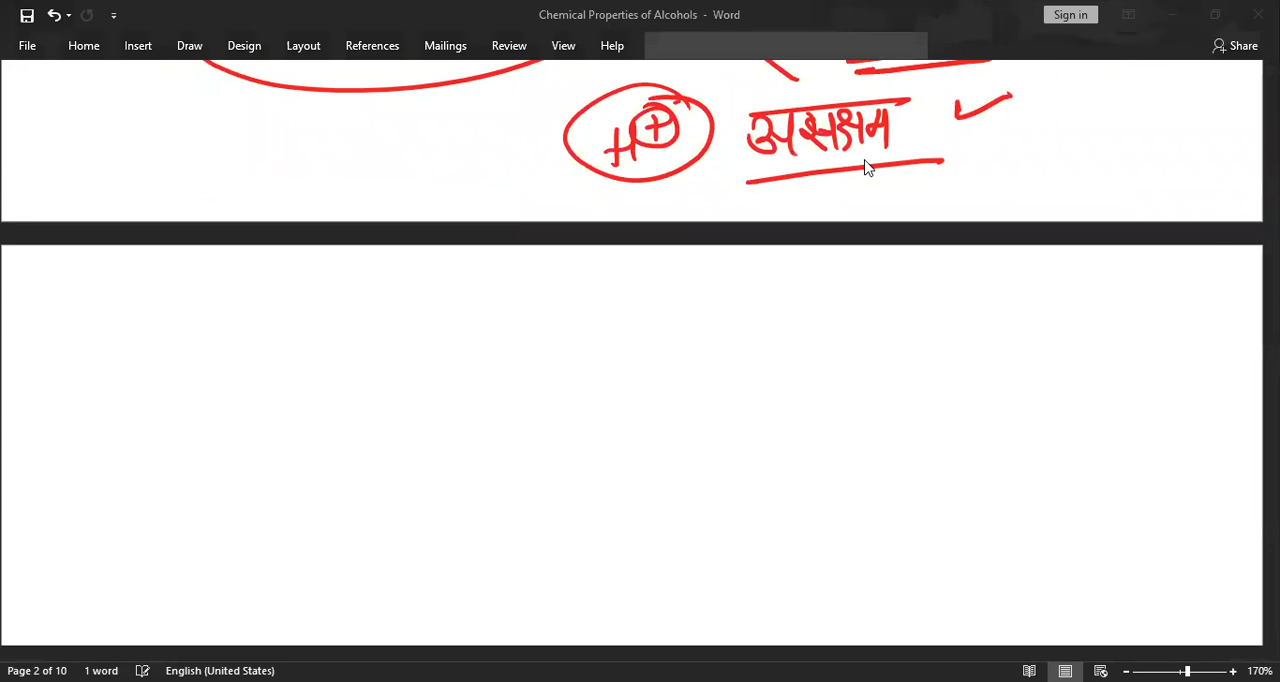 Chemical Properties of Alcohols - Word
Sign in
File Home Insert Draw Design Layout References Mailings Review View Help
Share
H+ असक्षम
Page 2 of 10 1 word English (United States)
170%